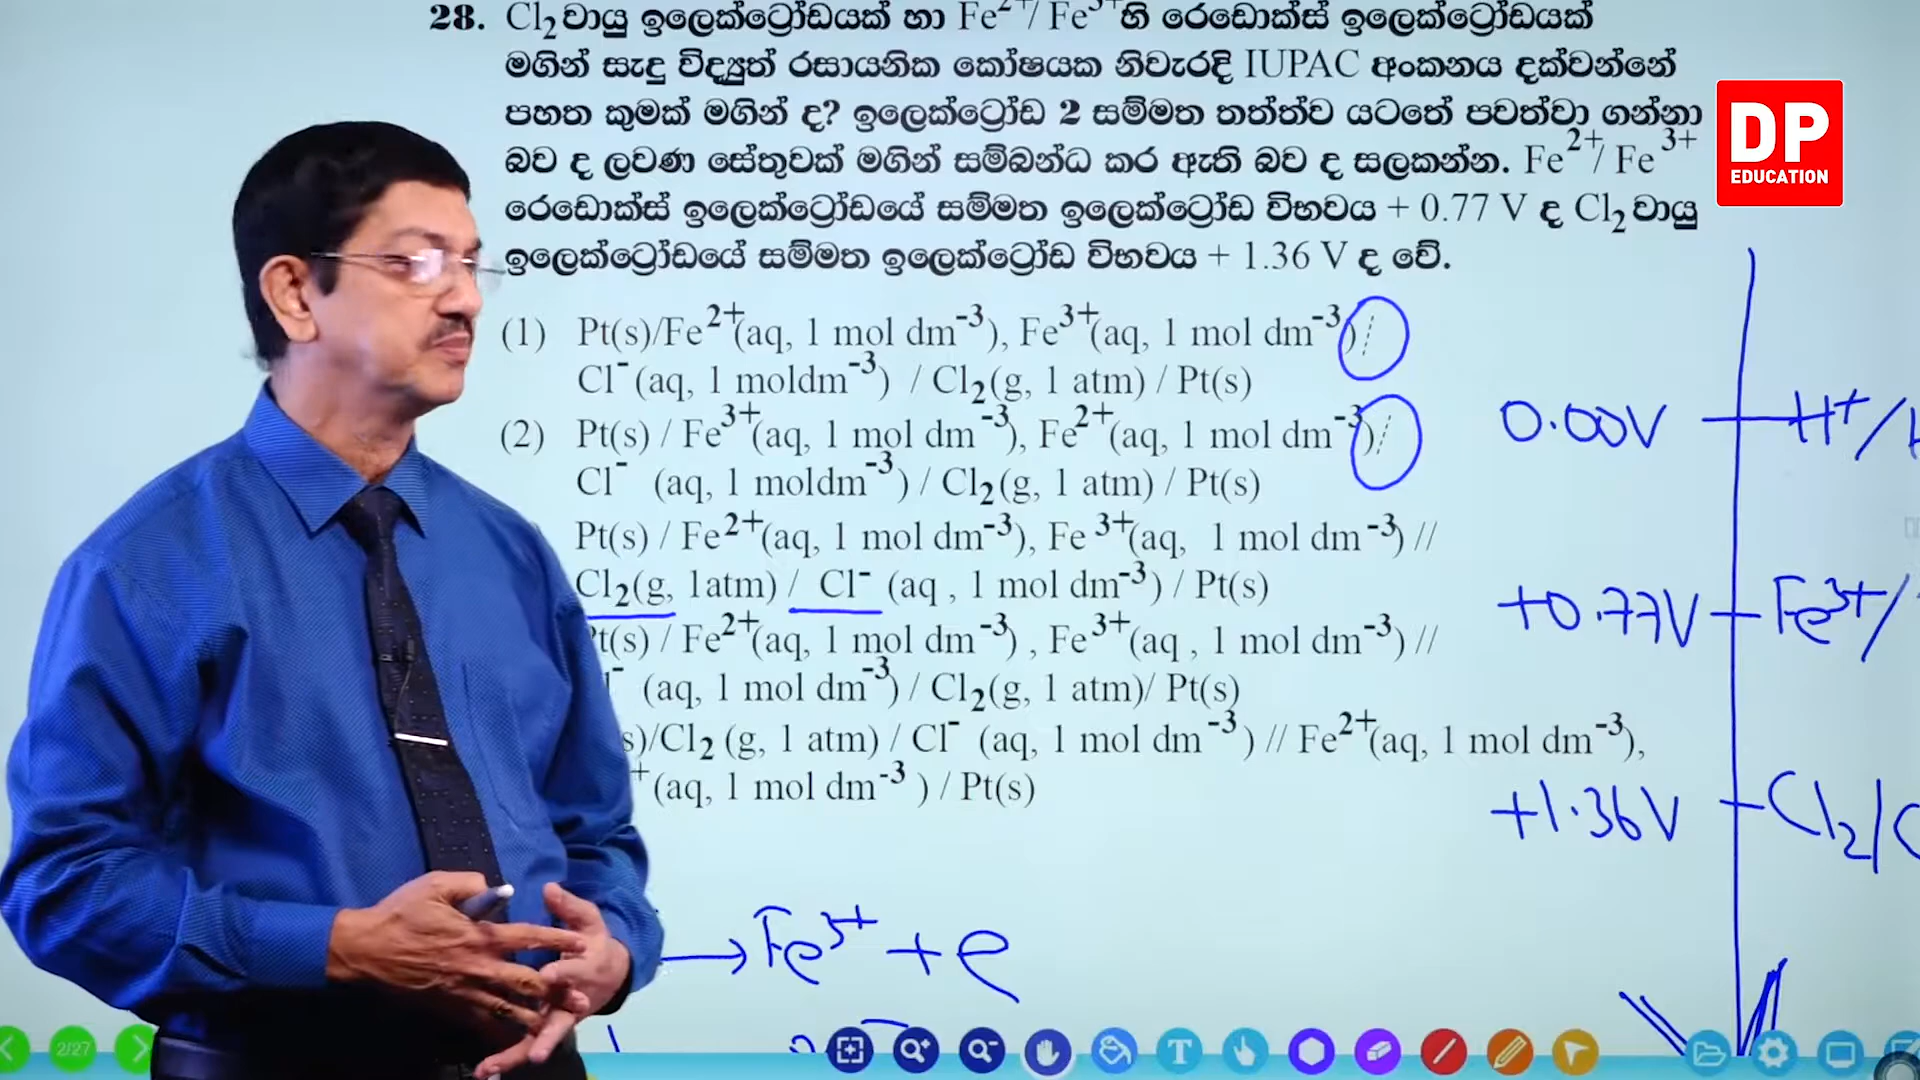 28. Cl₂ වායු ඉලෙක්ට්‍රෝඩයක් හා Fe²⁺/ Fe³⁺ හි රෙඩොක්ස් ඉලෙක්ට්‍රෝඩයක්
මගින් සැදු විද්‍යුත් රසායනික කෝෂයක නිවැරදි IUPAC අංකනය දක්වන්නේ
පහත කුමක් මගින් ද? ඉලෙක්ට්‍රෝඩ 2 සම්මත තත්ත්ව යටතේ පවත්වා ගන්නා
බව ද ලවණ සේතුවක් මගින් සම්බන්ධ කර ඇති බව ද සලකන්න. Fe²⁺/ Fe³⁺
රෙඩොක්ස් ඉලෙක්ට්‍රෝඩයේ සම්මත ඉලෙක්ට්‍රෝඩ විභවය + 0.77 V ද Cl₂ වායු
ඉලෙක්ට්‍රෝඩයේ සම්මත ඉලෙක්ට්‍රෝඩ විභවය + 1.36 V ද වේ.
DP
EDUCATION
(1) Pt(s)/Fe²⁺(aq, 1 mol dm⁻³), Fe³⁺(aq, 1 mol dm⁻³)
Cl⁻(aq, 1 moldm⁻³) / Cl₂(g, 1 atm) / Pt(s)
(2) Pt(s) / Fe³⁺(aq, 1 mol dm⁻³), Fe²⁺(aq, 1 mol dm⁻³)
Cl⁻ (aq, 1 moldm⁻³) / Cl₂(g, 1 atm) / Pt(s)
Pt(s) / Fe²⁺(aq, 1 mol dm⁻³), Fe³⁺(aq, 1 mol dm⁻³) //
Cl₂(g, 1atm) / Cl⁻ (aq , 1 mol dm⁻³) / Pt(s)
Pt(s) / Fe²⁺(aq, 1 mol dm⁻³) , Fe³⁺(aq , 1 mol dm⁻³) //
(aq, 1 mol dm⁻³) / Cl₂(g, 1 atm)/ Pt(s)
s)/Cl₂ (g, 1 atm) / Cl⁻ (aq, 1 mol dm⁻³ ) // Fe²⁺(aq, 1 mol dm⁻³),
⁺(aq, 1 mol dm⁻³ ) / Pt(s)
0.00V H⁺/
+0.77V Fe³⁺/
+1.36V Cl₂/C
→ Fe³⁺ + e
2/27